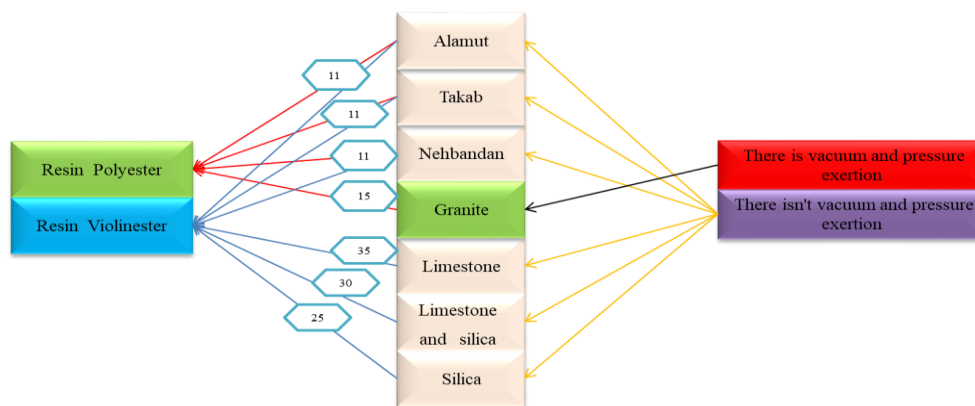 Resin Polyester
Resin Violinester
11
11
11
15
35
30
25
Alamut
Takab
Nehbandan
Granite
Limestone
Limestone
and silica
Silica
There is vacuum and pressure
exertion
There isn't vacuum and pressure
exertion